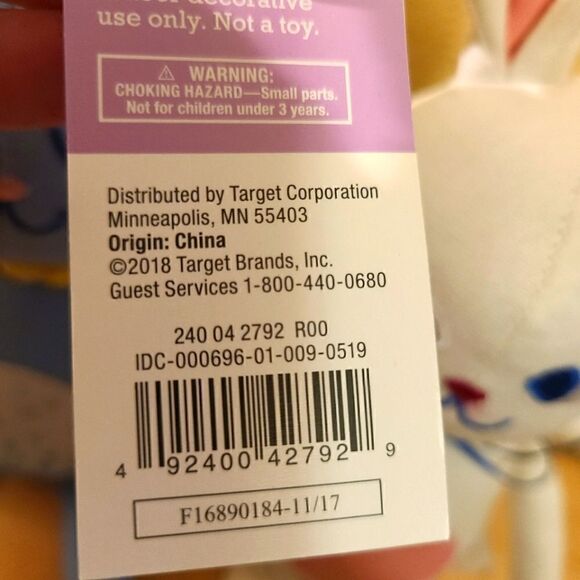 decorative
use only. Not a toy.
⚠ WARNING:
CHOKING HAZARD—Small parts.
Not for children under 3 years.
Distributed by Target Corporation
Minneapolis, MN 55403
Origin: China
©2018 Target Brands, Inc.
Guest Services 1-800-440-0680
240 04 2792 R00
IDC-000696-01-009-0519
4 92400 42792 9
F16890184-11/17